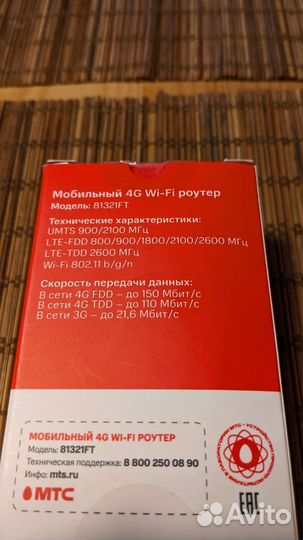 Мобильный 4G Wi-Fi роутер
Модель: 81321FT
Технические характеристики:
UMTS 900/2100 МГц
LTE-FDD 800/900/1800/2100/2600 МГц
LTE-TDD 2600 МГц
Wi-Fi 802.11 b/g/n
Скорость передачи данных:
В сети 4G FDD – до 150 Мбит/с
В сети 4G TDD – до 110 Мбит/с
В сети 3G – до 21,6 Мбит/с
МОБИЛЬНЫЙ 4G WI-FI РОУТЕР
Модель: 81321FT
Техническая поддержка: 8 800 250 08 90
Инфо: mts.ru
МТС
ЕАС
Avito